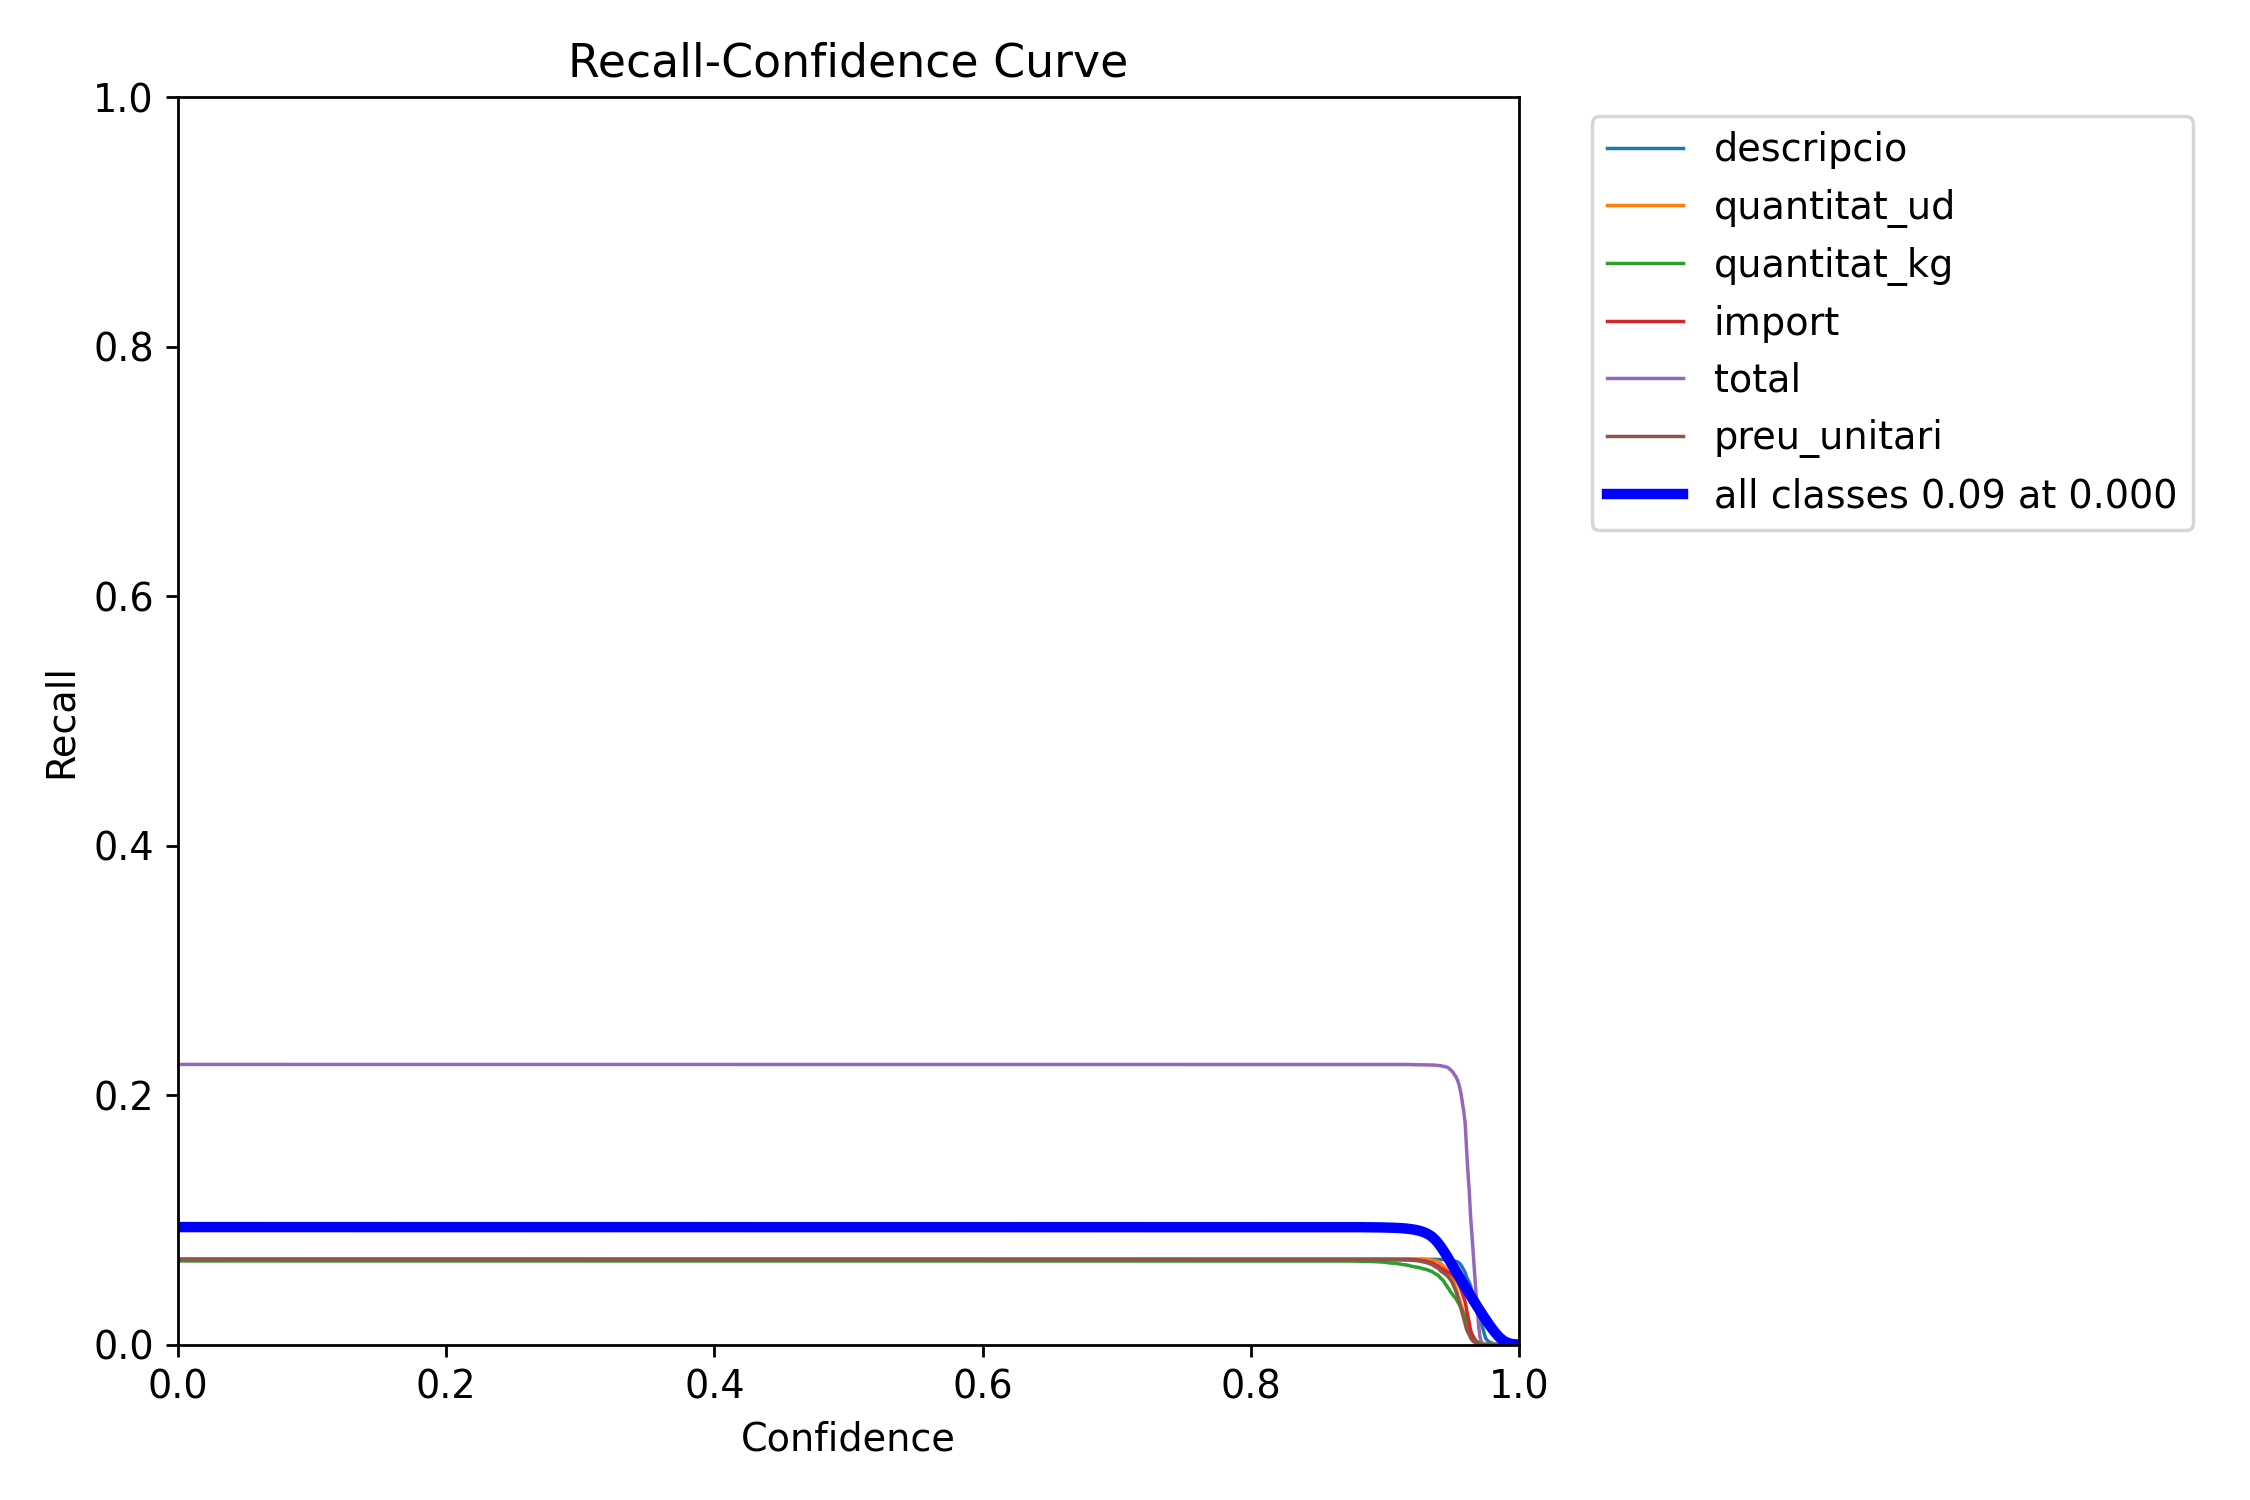 Recall-Confidence Curve
1.0
0.8
0.6
0.4
0.2
0.0
Recall
0.0 0.2 0.4 0.6 0.8 1.0
Confidence
descripcio
quantitat_ud
quantitat_kg
import
total
preu_unitari
all classes 0.09 at 0.000